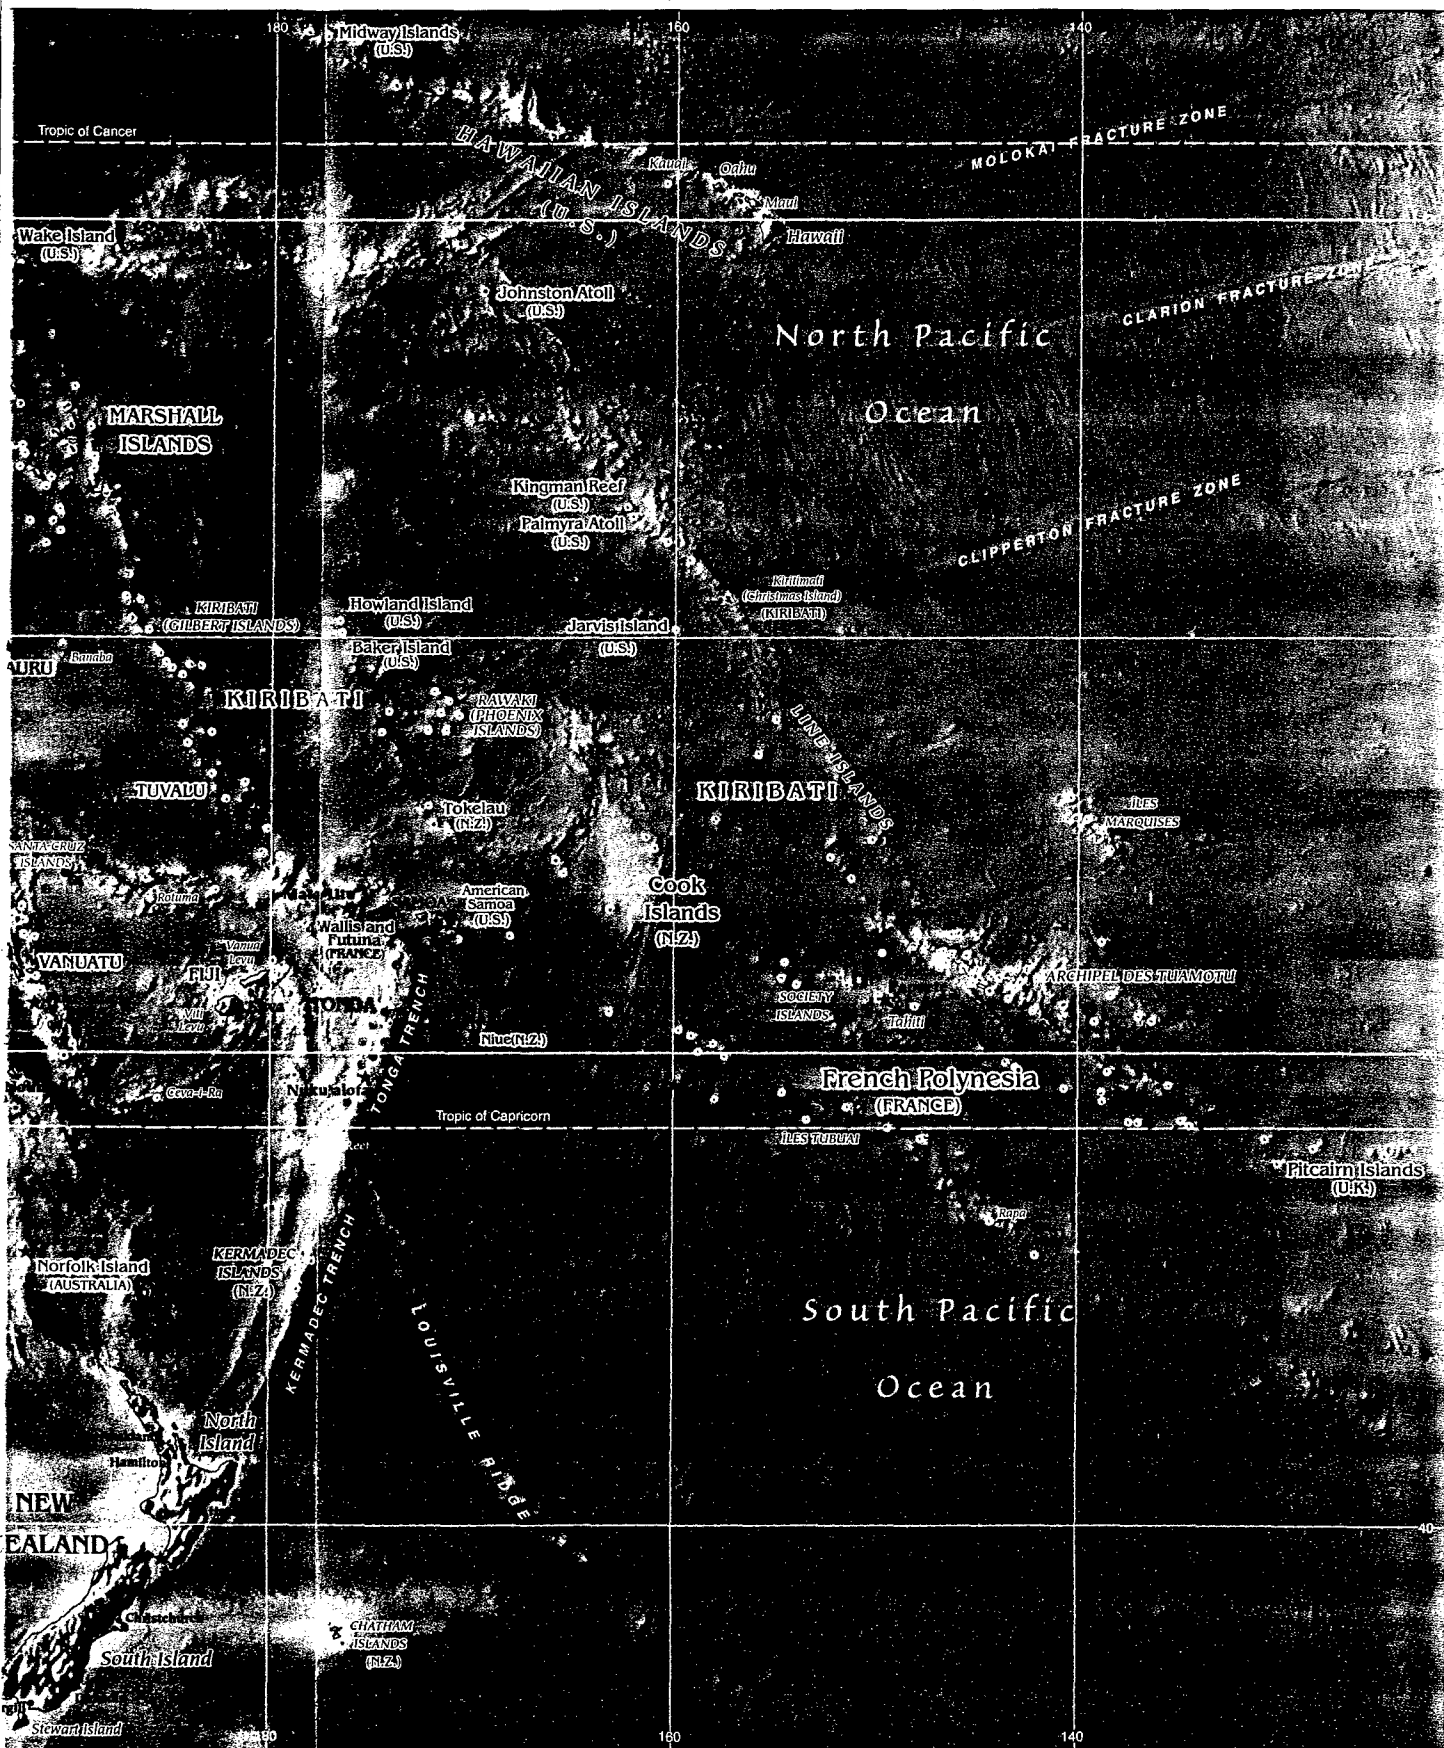 180
160
140
Midway Islands
(U.S.)
Tropic of Cancer
MOLOKAI FRACTURE ZONE
HAWAIIAN ISLANDS
(U.S.)
Kauai
Oahu
Maui
Hawaii
Wake Island
(U.S.)
CLARION FRACTURE ZONE
Johnston Atoll
(U.S.)
North Pacific
Ocean
MARSHALL
ISLANDS
Kingman Reef
(U.S.)
Palmyra Atoll
(U.S.)
CLIPPERTON FRACTURE ZONE
Kiritimati
(Christmas Island)
(KIRIBATI)
KIRIBATI
(GILBERT ISLANDS)
Howland Island
(U.S.)
Baker Island
(U.S.)
Jarvis Island
(U.S.)
AURU
Banaba
KIRIBATI
RAWAKI
(PHOENIX
ISLANDS)
LINE ISLANDS
TUVALU
KIRIBATI
Tokelau
(N.Z.)
ÎLES
MARQUISES
ANTA CRUZ
ISLANDS
Rotuma
American
Samoa
(U.S.)
Cook
Islands
(N.Z.)
Wallis and
Futuna
(FRANCE)
VANUATU
Vanua
Levu
FIJI
Viti
Levu
TONGA
TONGA TRENCH
SOCIETY
ISLANDS
Tahiti
ARCHIPEL DES TUAMOTU
Niue (N.Z.)
Ceva-i-Ra
Nuku'alofa
French Polynesia
(FRANCE)
Tropic of Capricorn
ÎLES TUBUAI
Pitcairn Islands
(U.K.)
Rapa
Norfolk Island
(AUSTRALIA)
KERMADEC
ISLANDS
(N.Z.)
KERMADEC TRENCH
LOUISVILLE RIDGE
South Pacific
Ocean
North
Island
Hamilton
NEW
EALAND
40
Christchurch
CHATHAM
ISLANDS
(N.Z.)
South Island
Stewart Island
180
160
140